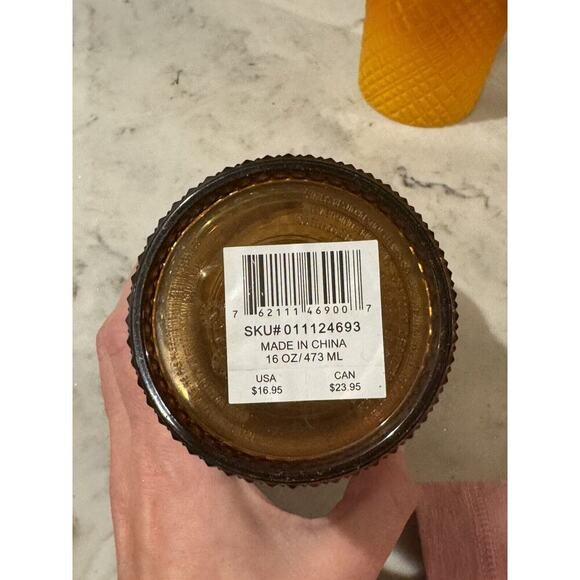 7 62111 46900 7
SKU# 011124693
MADE IN CHINA
16 OZ/ 473 ML
USA CAN
$16.95 $23.95